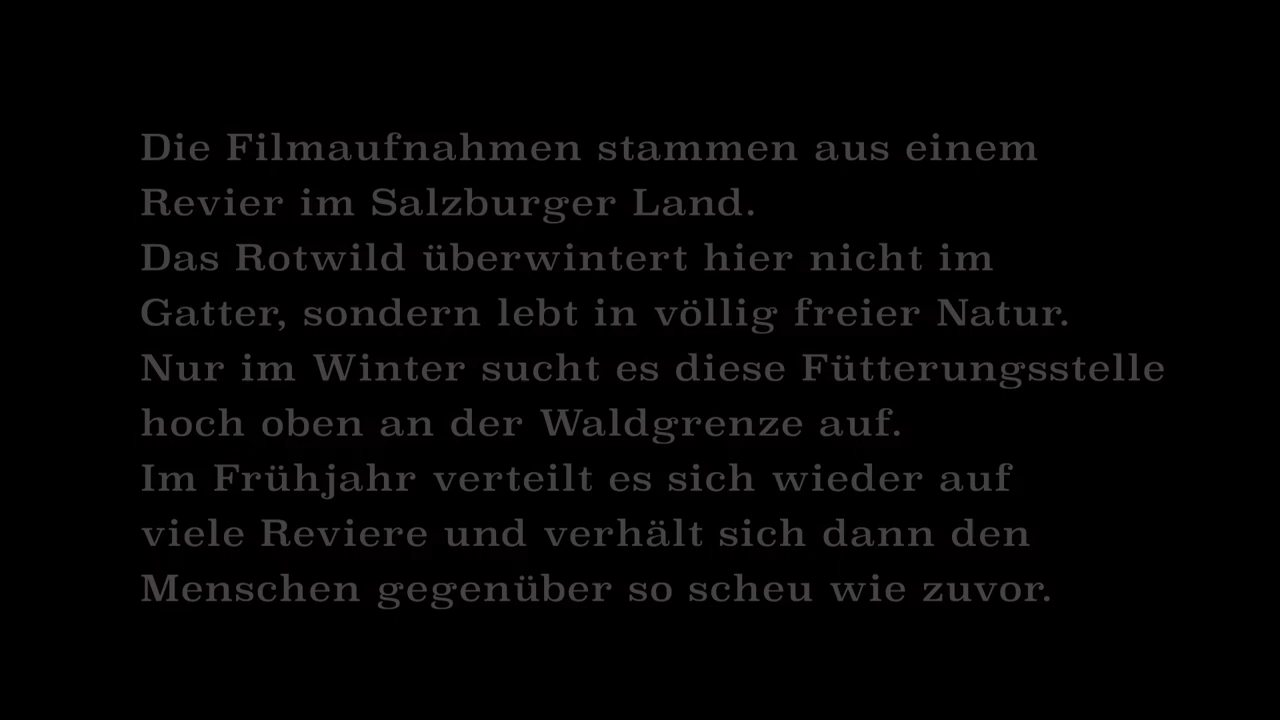 Die Filmaufnahmen stammen aus einem
Revier im Salzburger Land.
Das Rotwild überwintert hier nicht im
Gatter, sondern lebt in völlig freier Natur.
Nur im Winter sucht es diese Fütterungsstelle
hoch oben an der Waldgrenze auf.
Im Frühjahr verteilt es sich wieder auf
viele Reviere und verhält sich dann den
Menschen gegenüber so scheu wie zuvor.